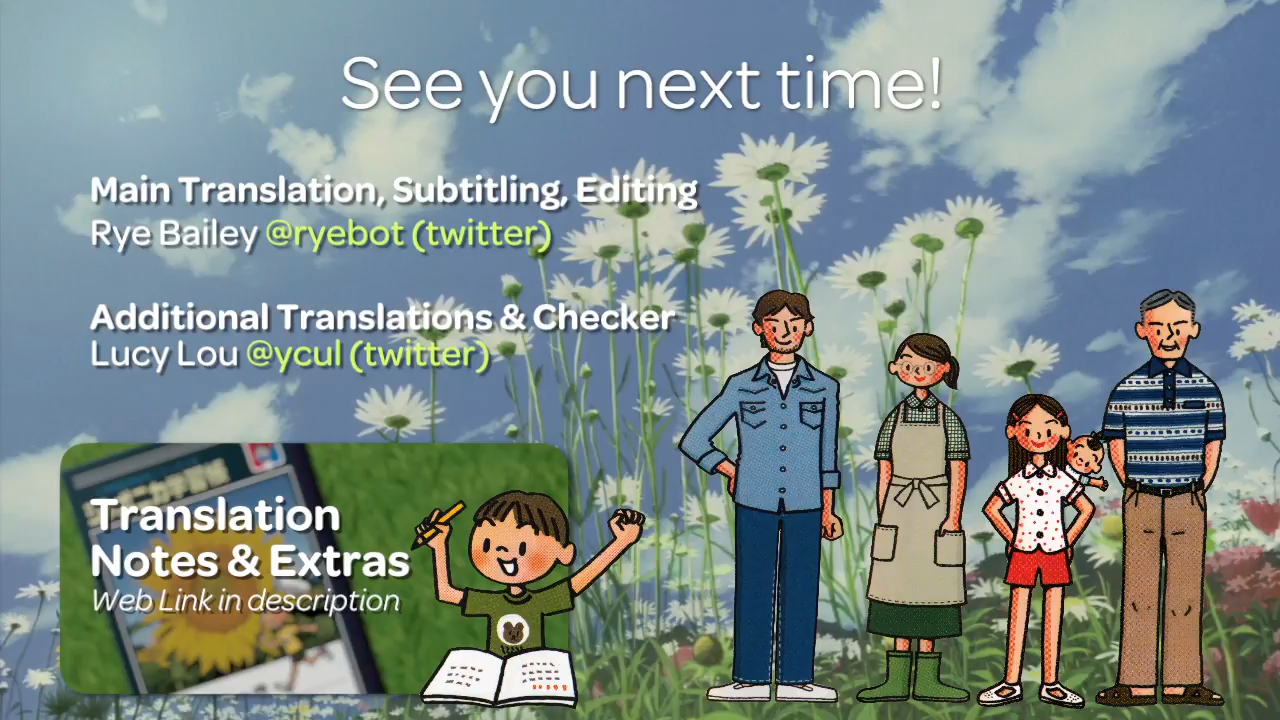 See you next time!
Main Translation, Subtitling, Editing
Rye Bailey @ryebot (twitter)
Additional Translations & Checker
Lucy Lou @ycul (twitter)
Translation
Notes & Extras
Web Link in description